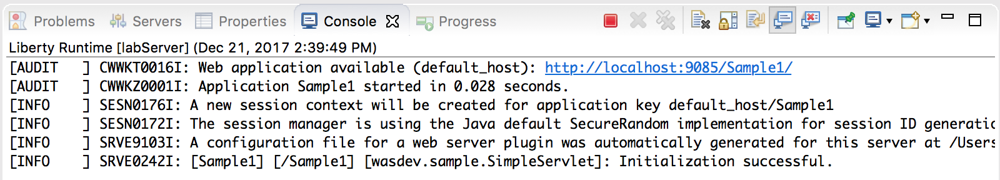 Problems Servers Properties Console Progress
Liberty Runtime [labServer] (Dec 21, 2017 2:39:49 PM)
[AUDIT   ] CWWKT0016I: Web application available (default_host): http://localhost:9085/Sample1/
[AUDIT   ] CWWKZ0001I: Application Sample1 started in 0.028 seconds.
[INFO    ] SESN0176I: A new session context will be created for application key default_host/Sample1
[INFO    ] SESN0172I: The session manager is using the Java default SecureRandom implementation for session ID generatio
[INFO    ] SRVE9103I: A configuration file for a web server plugin was automatically generated for this server at /Users
[INFO    ] SRVE0242I: [Sample1] [/Sample1] [wasdev.sample.SimpleServlet]: Initialization successful.